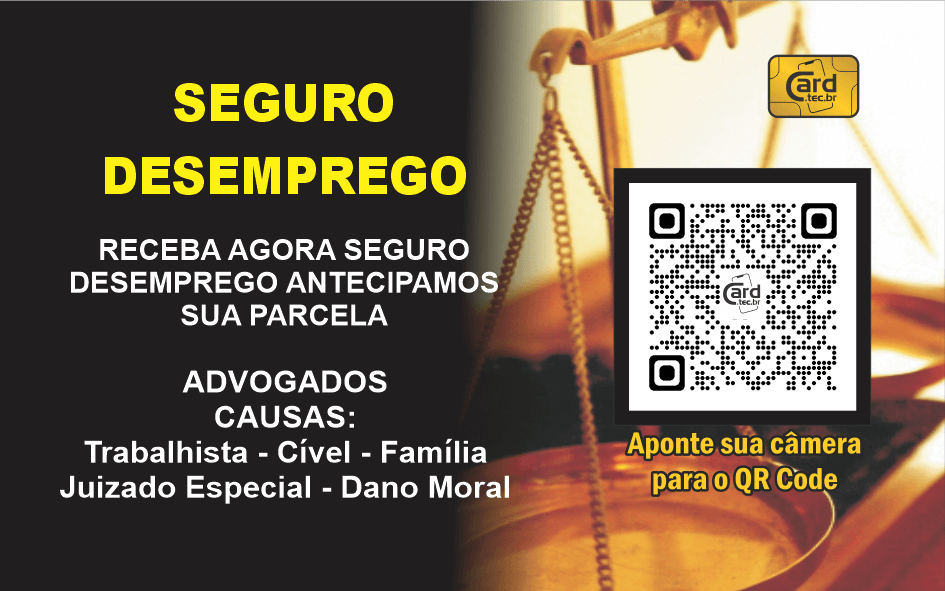 SEGURO
DESEMPREGO
RECEBA AGORA SEGURO
DESEMPREGO ANTECIPAMOS
SUA PARCELA
ADVOGADOS
CAUSAS:
Trabalhista - Cível - Família
Juizado Especial - Dano Moral
Card
.tec.br
Card
.tec.br
Aponte sua câmera
para o QR Code